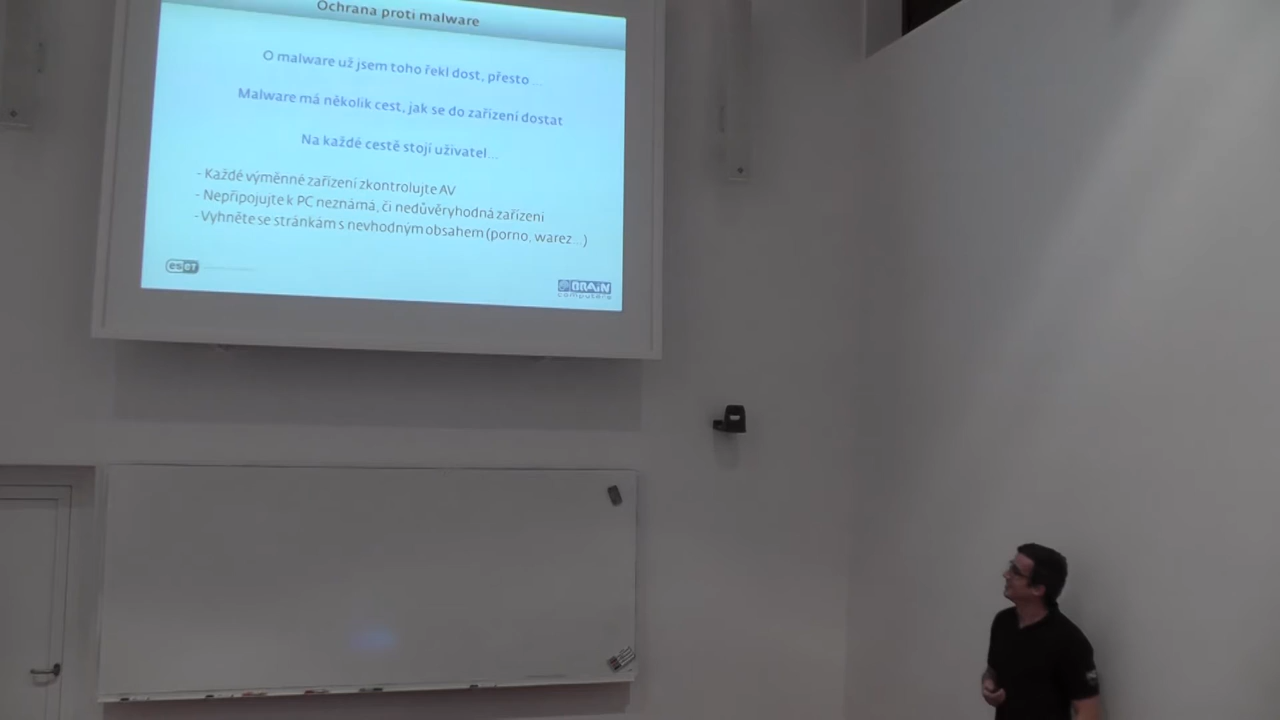 Ochrana proti malware
O malware už jsem toho řekl dost, přesto ...
Malware má několik cest, jak se do zařízení dostat
Na každé cestě stojí uživatel...
- Každé výměnné zařízení zkontrolujte AV
- Nepřipojujte k PC neznámá, či nedůvěryhodná zařízení
- Vyhněte se stránkám s nevhodným obsahem (porno, warez...)
eseT
BRAiN
computers